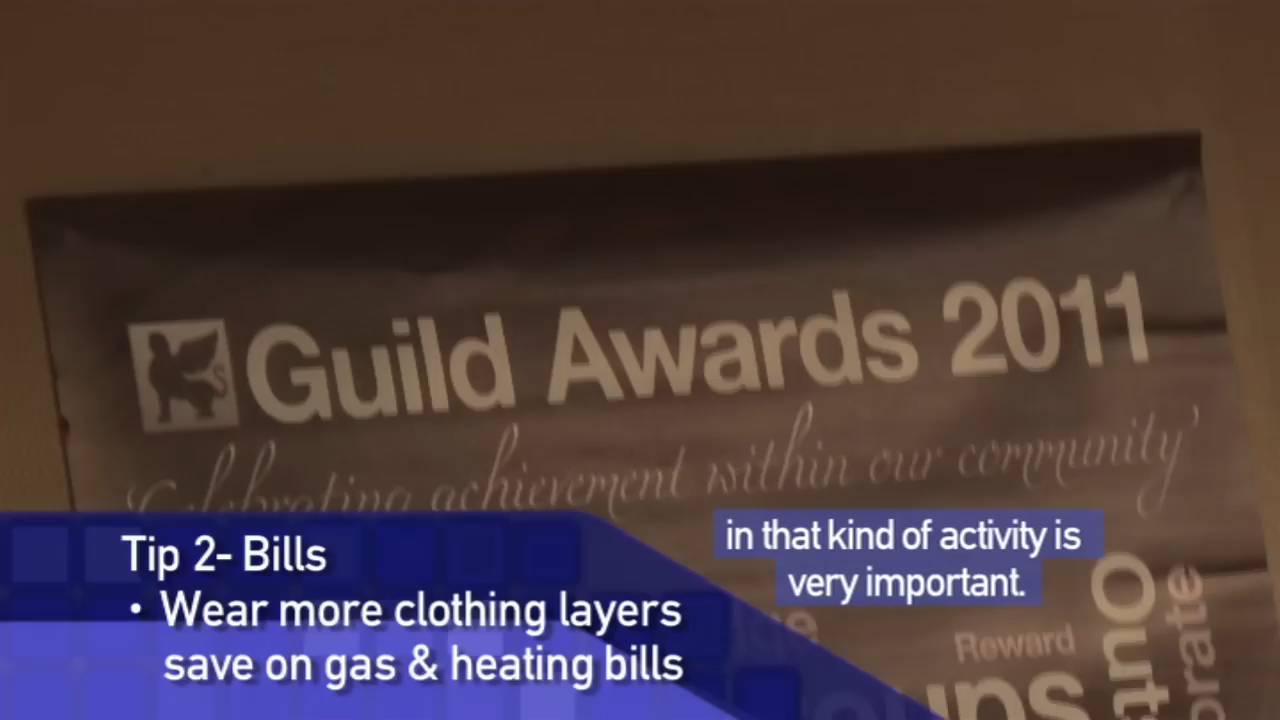 Guild Awards 2011
'Celebrating achievement within our community'
Tip 2- Bills
• Wear more clothing layers
save on gas & heating bills
in that kind of activity is
very important.
Reward